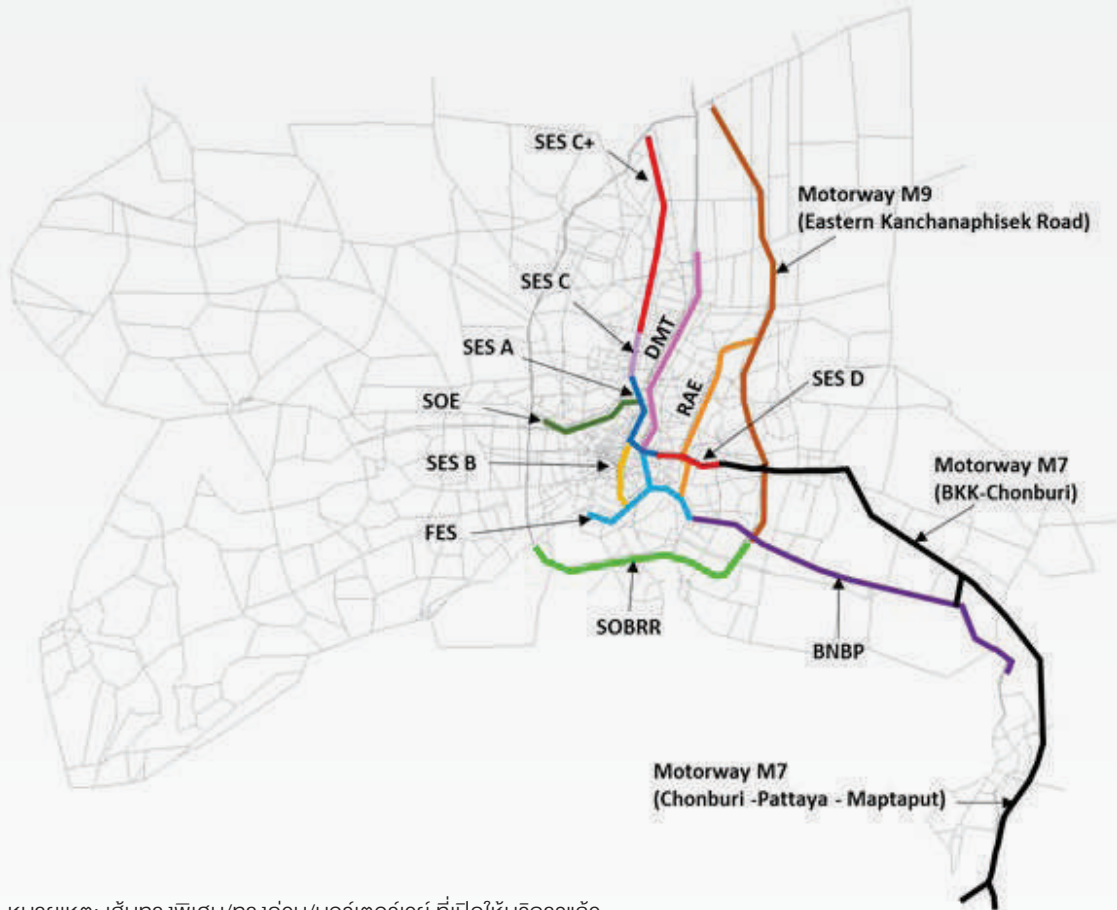 SES C+
Motorway M9
(Eastern Kanchanaphisek Road)
SES C
DMT
SES A
SES D
RAE
SOE
SES B
Motorway M7
(BKK-Chonburi)
FES
SOBRR
BNBP
Motorway M7
(Chonburi -Pattaya - Maptaput)
หมายเหตุ: เส้นทางพิเศษ/ทางด่วน/มอเตอร์เวย์ ที่เปิดให้บริการแล้ว